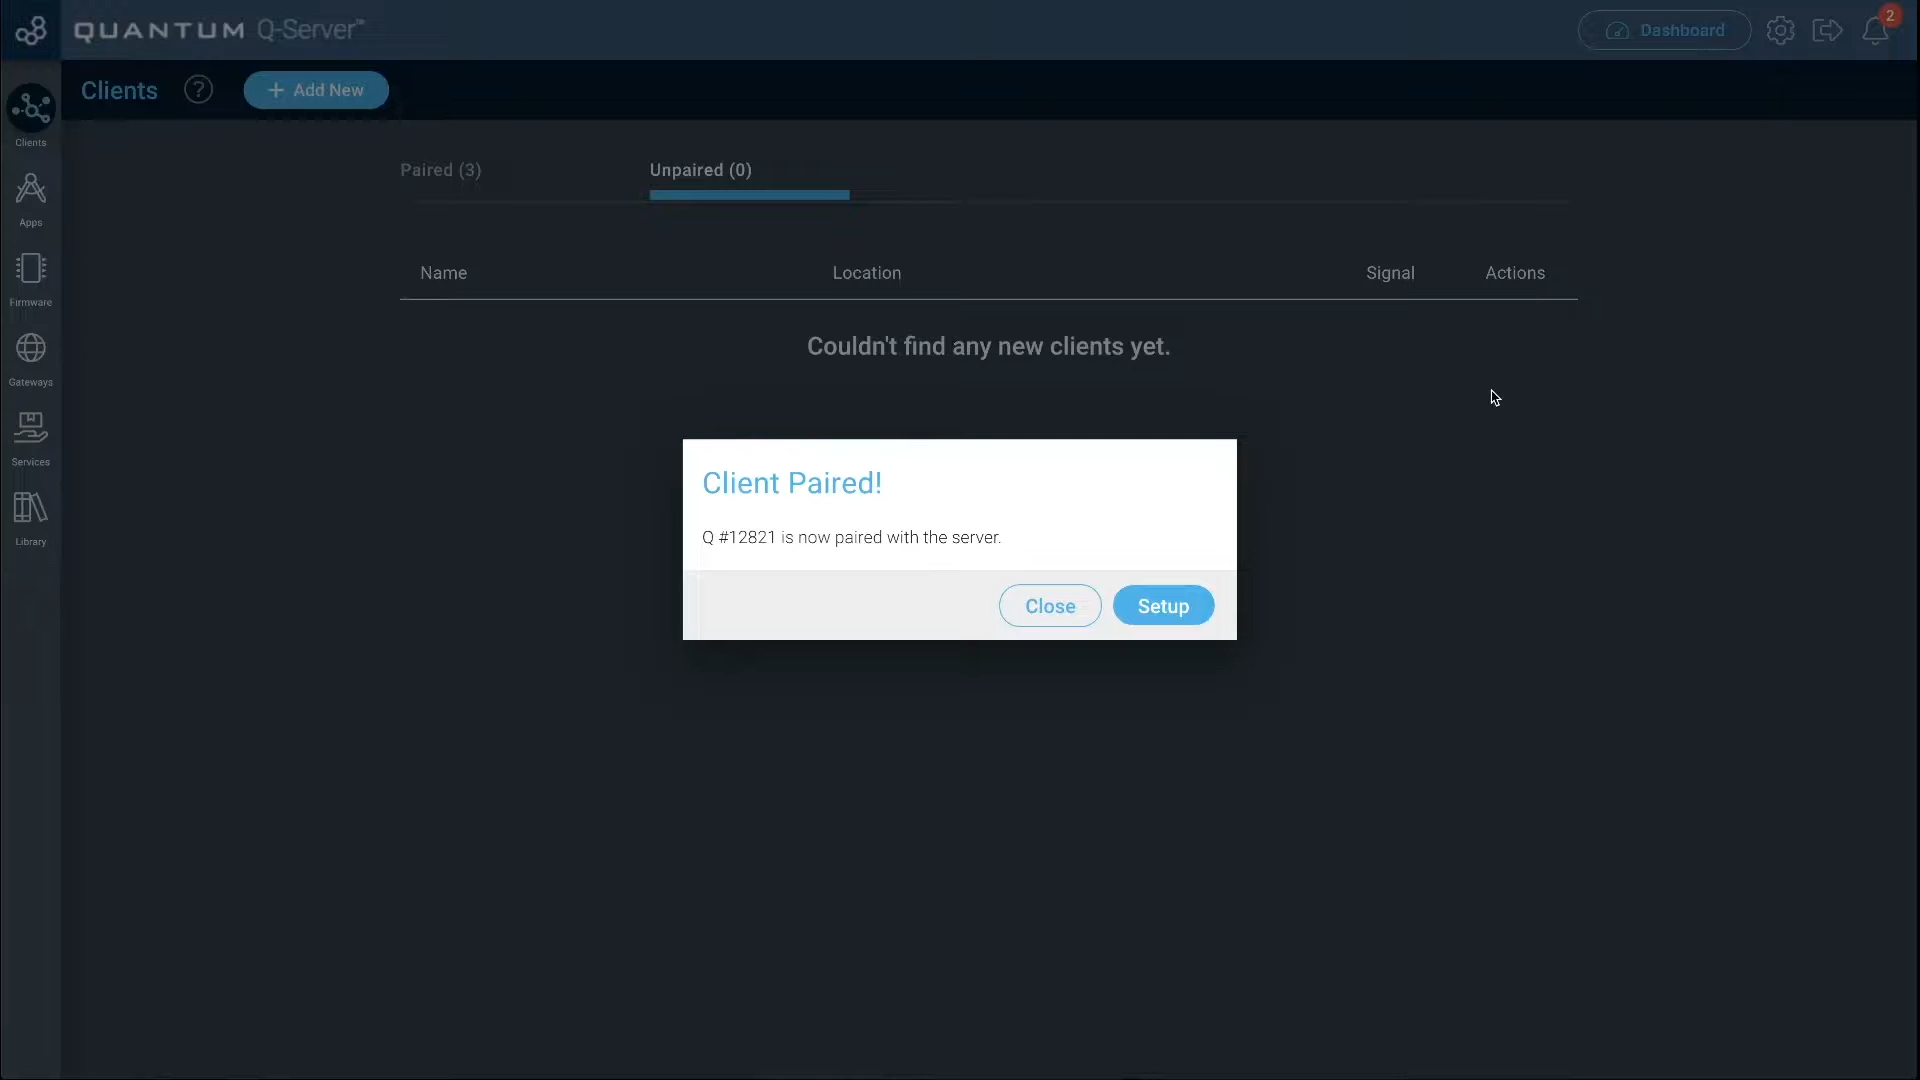 QUANTUM Q-Server™
Dashboard
2
Clients
?
+ Add New
Clients
Apps
Firmware
Gateways
Services
Library
Paired (3)
Unpaired (0)
Name Location Signal Actions
Couldn't find any new clients yet.
Client Paired!
Q #12821 is now paired with the server.
Close
Setup